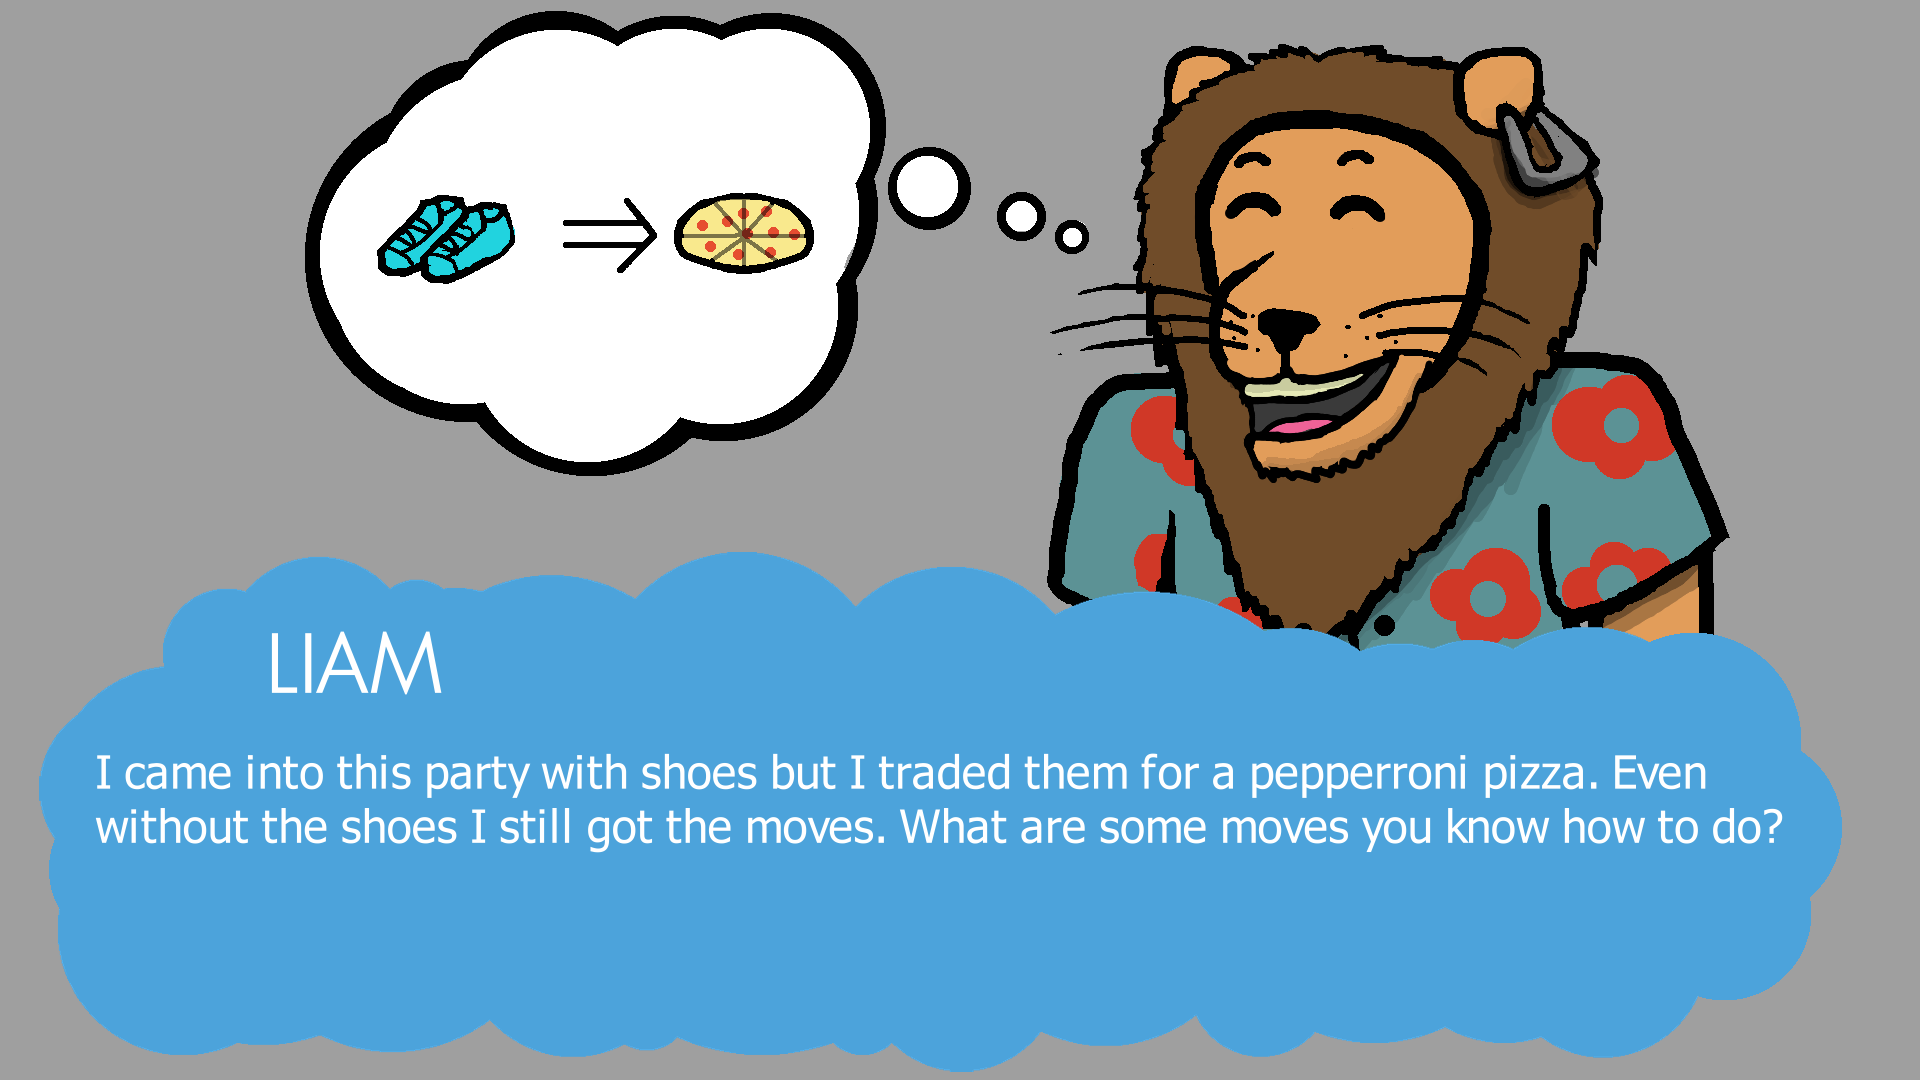 LIAM
I came into this party with shoes but I traded them for a pepperroni pizza. Even
without the shoes I still got the moves. What are some moves you know how to do?